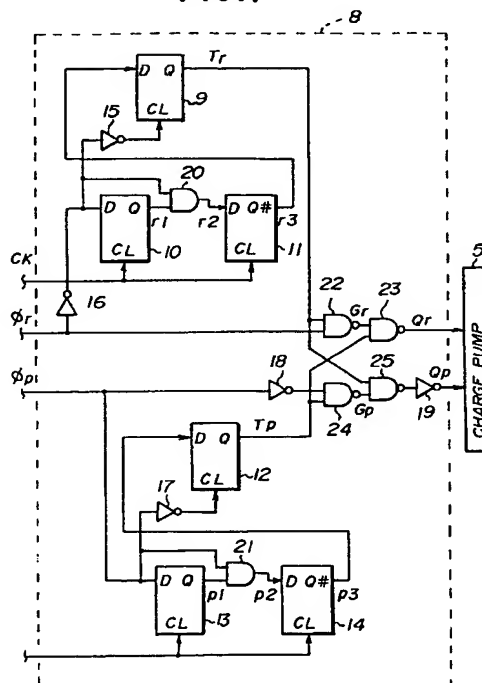 8
Tr
D Q
CL
9
15
20
D Q
CL
r1
10
r2
D Q#
CL
r3
11
CK
16
φr
22
Gr
23
Qr
5
CHARGE PUMP
φp
18
25
Qp
24
Gp
19
Tp
D Q
CL
12
17
21
D Q
CL
p1
13
p2
D Q#
CL
p3
14